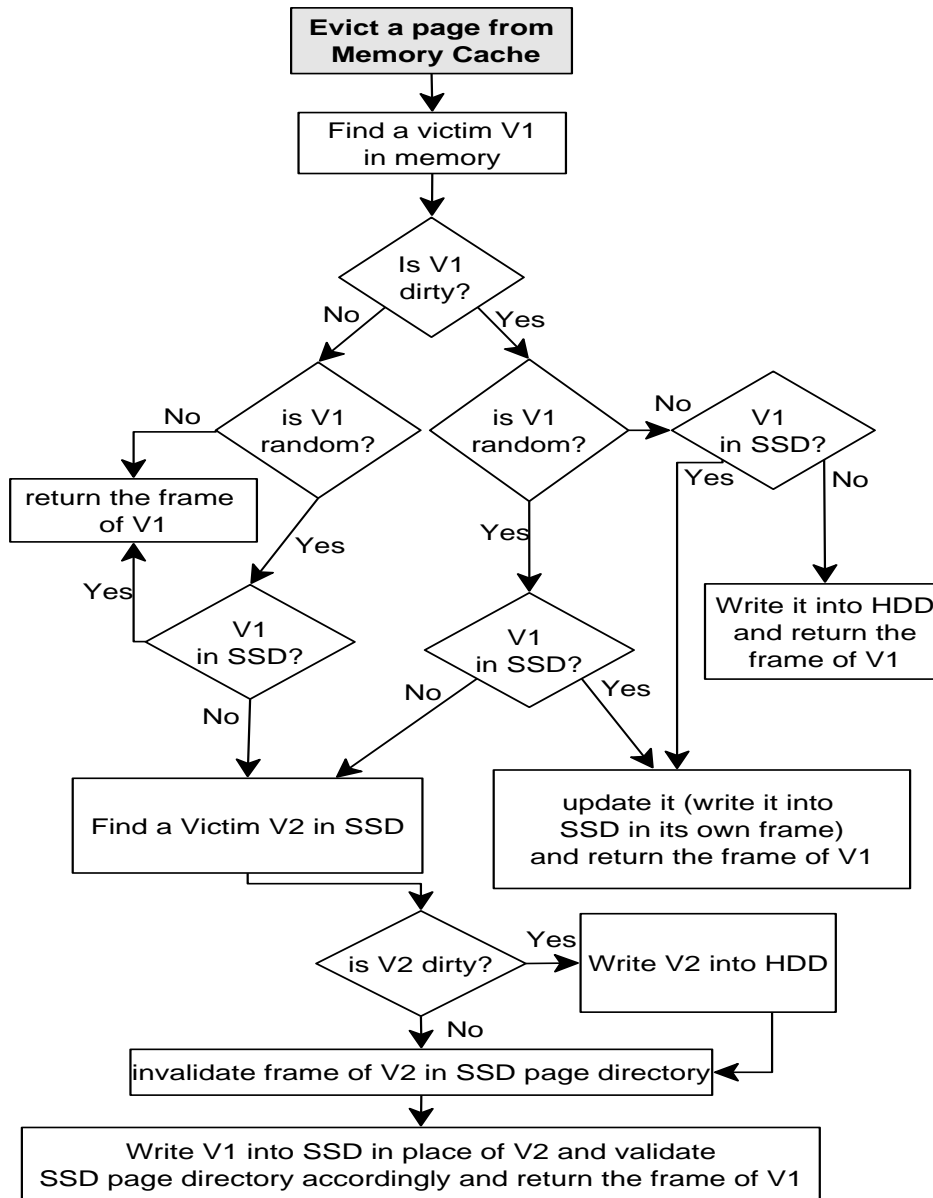 Evict a page from
Memory Cache
Find a victim V1
in memory
Is V1
dirty?
No
Yes
is V1
random?
No
is V1
random?
No
V1
in SSD?
Yes
No
return the frame
of V1
Yes
Yes
Yes
V1
in SSD?
No
V1
in SSD?
No
Yes
Write it into HDD
and return the
frame of V1
Find a Victim V2 in SSD
update it (write it into
SSD in its own frame)
and return the frame of V1
is V2 dirty?
Yes
Write V2 into HDD
No
invalidate frame of V2 in SSD page directory
Write V1 into SSD in place of V2 and validate
SSD page directory accordingly and return the frame of V1